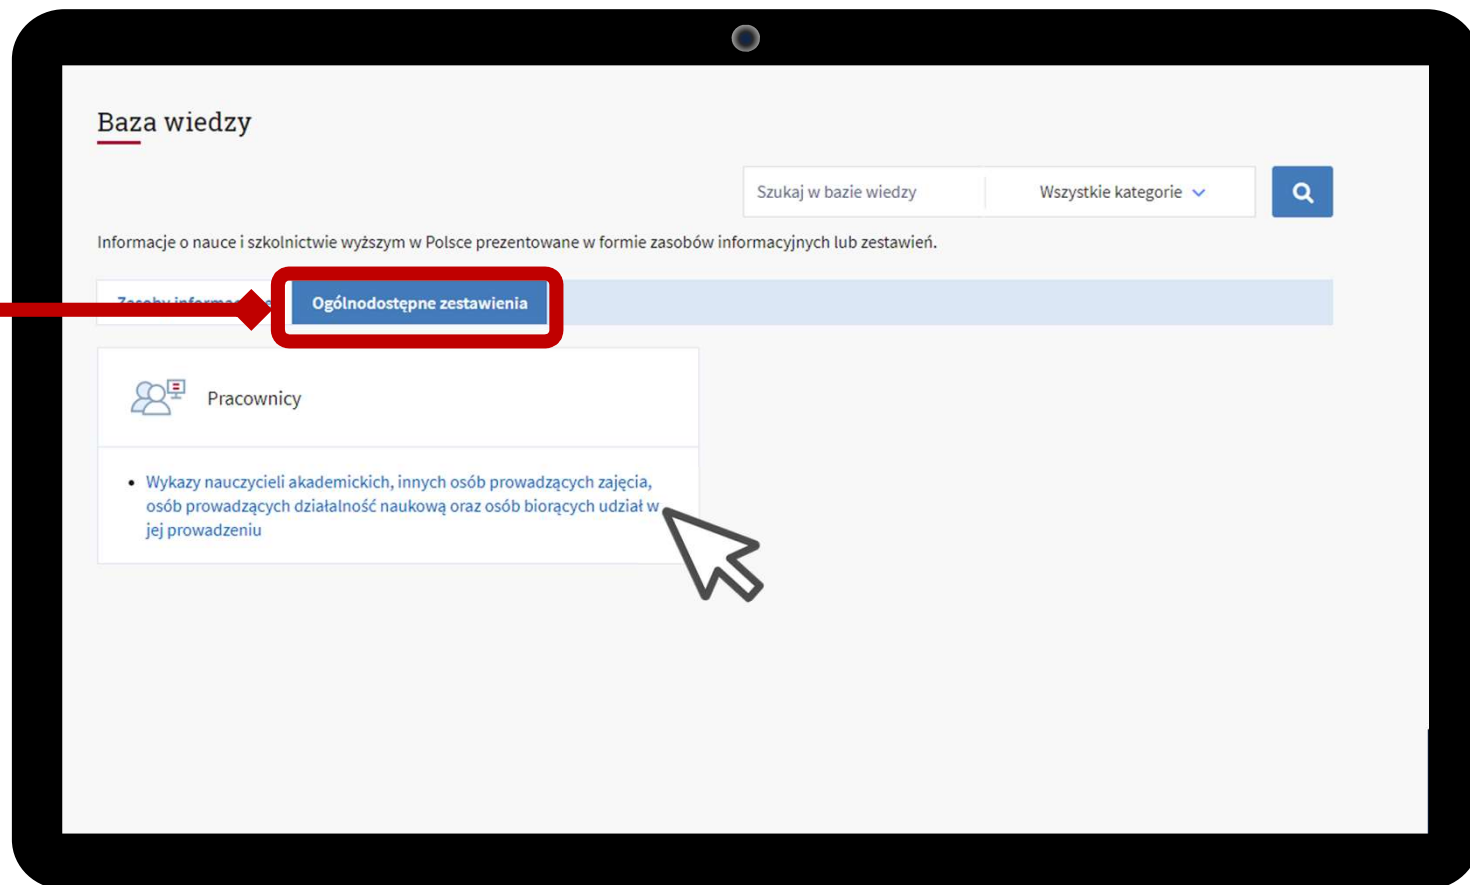 Baza wiedzy
Szukaj w bazie wiedzy Wszystkie kategorie
Informacje o nauce i szkolnictwie wyższym w Polsce prezentowane w formie zasobów informacyjnych lub zestawień.
Zasoby Ogólnodostępne zestawienia
Pracownicy
• Wykazy nauczycieli akademickich, innych osób prowadzących zajęcia,
osób prowadzących działalność naukową oraz osób biorących udział w
jej prowadzeniu